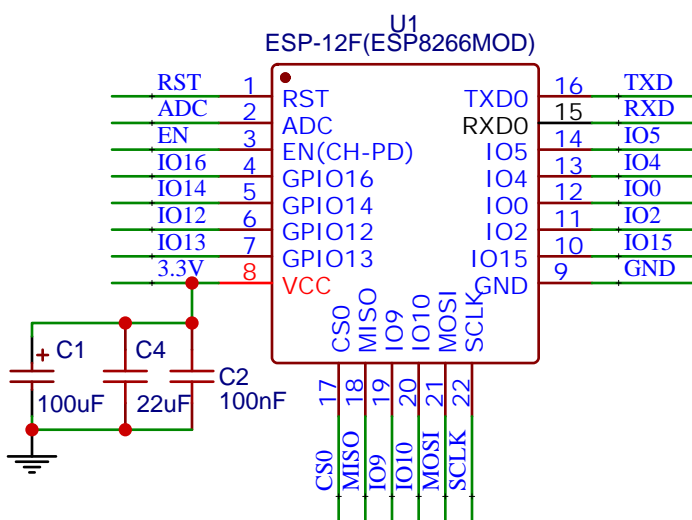 U1
ESP-12F(ESP8266MOD)
RST 1 RST TXD0 16 TXD
ADC 2 ADC RXD0 15 RXD
EN 3 EN(CH-PD) IO5 14 IO5
IO16 4 GPIO16 IO4 13 IO4
IO14 5 GPIO14 IO0 12 IO0
IO12 6 GPIO12 IO2 11 IO2
IO13 7 GPIO13 IO15 10 IO15
3.3V 8 VCC GND 9 GND
CS0 MISO IO9 IO10 MOSI SCLK
17 18 19 20 21 22
CS0 MISO IO9 IO10 MOSI SCLK
+ C1 C4 C2
100uF 22uF 100nF